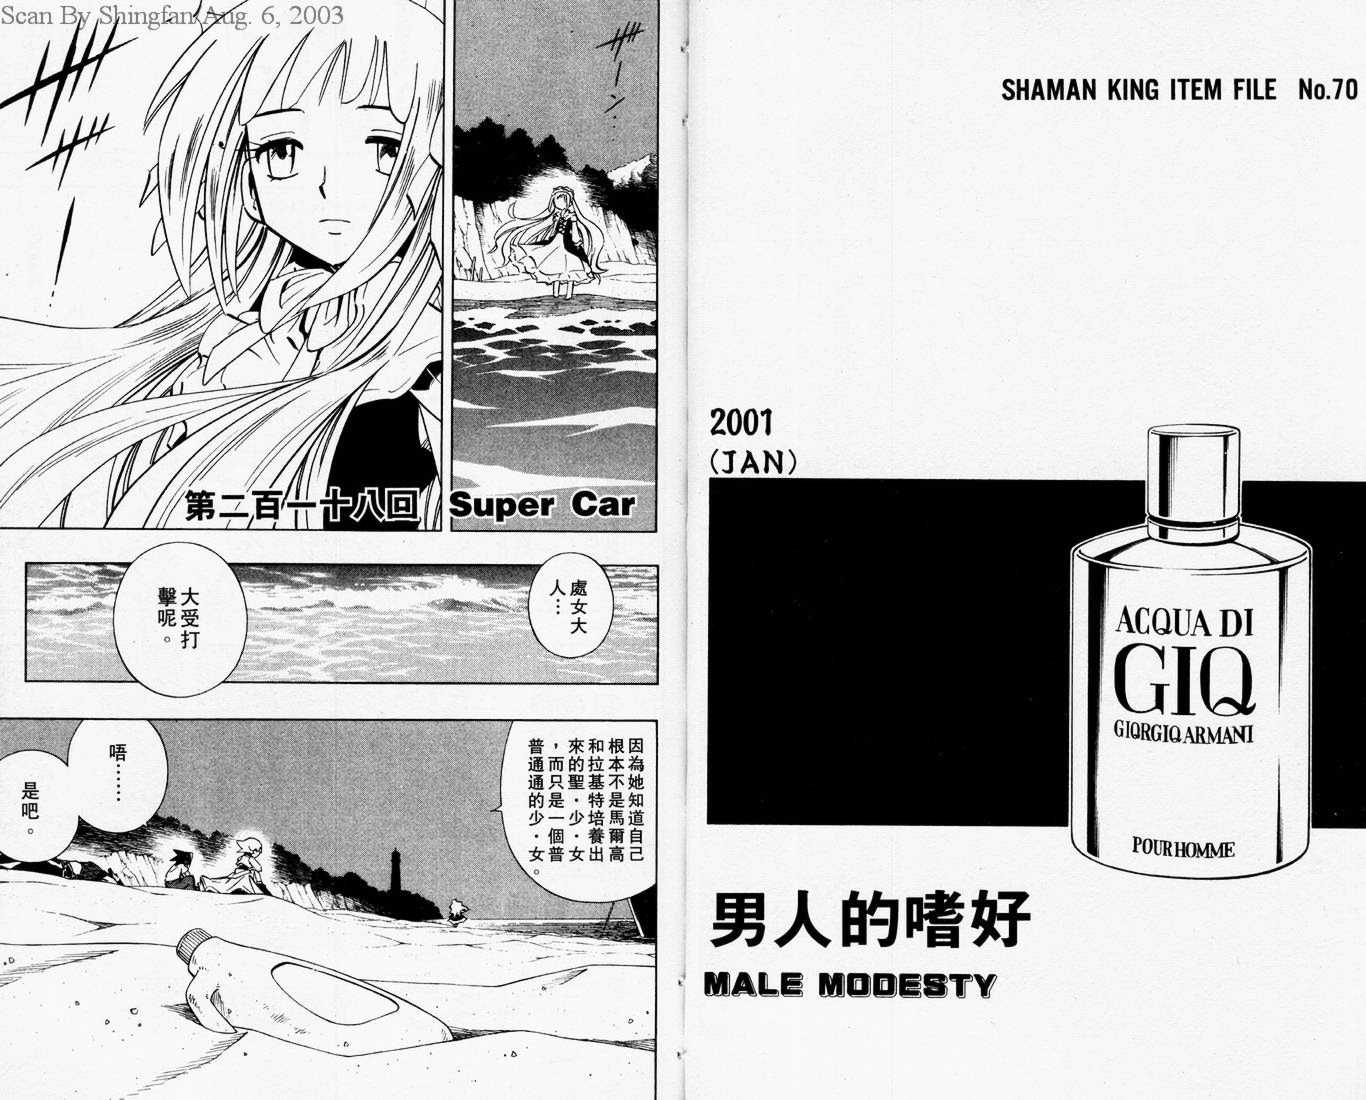 Scan By Shingfan Aug. 6, 2003
SHAMAN KING ITEM FILE No.70
2001
(JAN)
ACQUA DI
GIO
GIORGIO ARMANI
POUR HOMME
男人的嗜好
MALE MODESTY
第二百一十八回 Super Car
處女大
人…
大受打
擊呢。
因為她知道自己
根本不是馬爾高
和拉基特培養出
來的聖・少・女
，而只是一個普
普通通的少・女。
唔……
是吧。